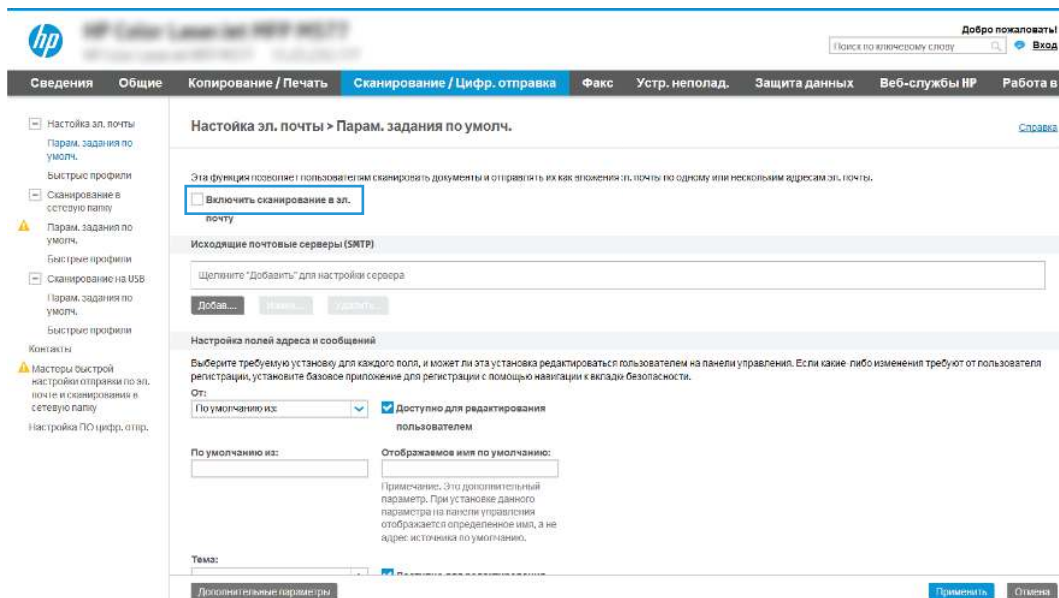 hp
Добро пожаловать!
Поиск по ключевому слову
Вход
Сведения Общие Копирование / Печать Сканирование / Цифр. отправка Факс Устр. неполад. Защита данных Веб-службы HP Работа в
Настойка эл. почты
Парам. задания по
умолч.
Быстрые профили
Сканирование в
сетевую папку
Парам. задания по
умолч.
Быстрые профили
Сканирование на USB
Парам. задания по
умолч.
Быстрые профили
Контакты
Мастеры быстрой
настройки отправки по эл.
почте и сканирования в
сетевую папку
Настройка ПО цифр. отпр.
Настойка эл. почты > Парам. задания по умолч.
Справка
Эта функция позволяет пользователям сканировать документы и отправлять их как вложения эл. почты по одному или нескольким адресам эл. почты.
Включить сканирование в эл.
почту
Исходящие почтовые серверы (SMTP)
Щелкните "Добавить" для настройки сервера
Добав...
Настройка полей адреса и сообщений
Выберите требуемую установку для каждого поля, и может ли эта установка редактироваться пользователем на панели управления. Если какие-либо изменения требуют от пользователя
регистрации, установите базовое приложение для регистрации с помощью навигации к вкладке безопасности.
От:
По умолчанию из:
Доступно для редактирования
пользователем
По умолчанию из:
Отображаемое имя по умолчанию:
Примечание. Это дополнительный
параметр. При установке данного
параметра на панели управления
отображается определенное имя, а не
адрес источника по умолчанию.
Тема:
Дополнительные параметры
Применить
Отмена